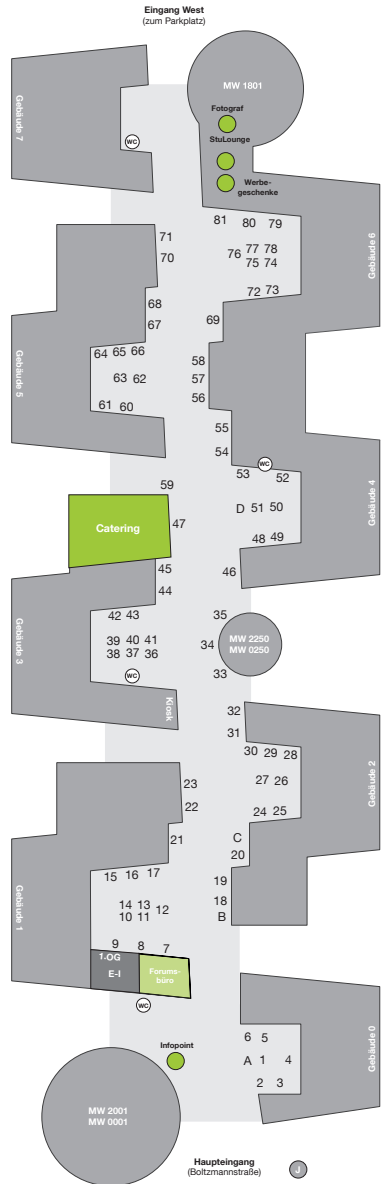 Eingang West
(zum Parkplatz)
MW 1801
Gebäude 7
Fotograf
StuLounge
WC
Werbe-
geschenke
Gebäude 6
81 80 79
71
77 78
76
70
75 74
72 73
68
69
67
64 65 66
58
Gebäude 5
63 62
57
56
61 60
55
54
WC
53 52
59
Gebäude 4
D 51 50
Catering
47
48 49
45
46
44
42 43
35
39 40 41
MW 2250
34
MW 0250
38 37 36
Gebäude 3
WC
33
Kiosk
32
31
30 29 28
23
27 26
Gebäude 2
22
24 25
21
C
20
15 16 17
19
14 13
12
18
10 11
B
Gebäude 1
9 8 7
1.OG
E-I
Forums-
büro
WC
6 5
Infopoint
A 1 4
Gebäude 0
2 3
MW 2001
MW 0001
Haupteingang
(Boltzmannstraße)
J